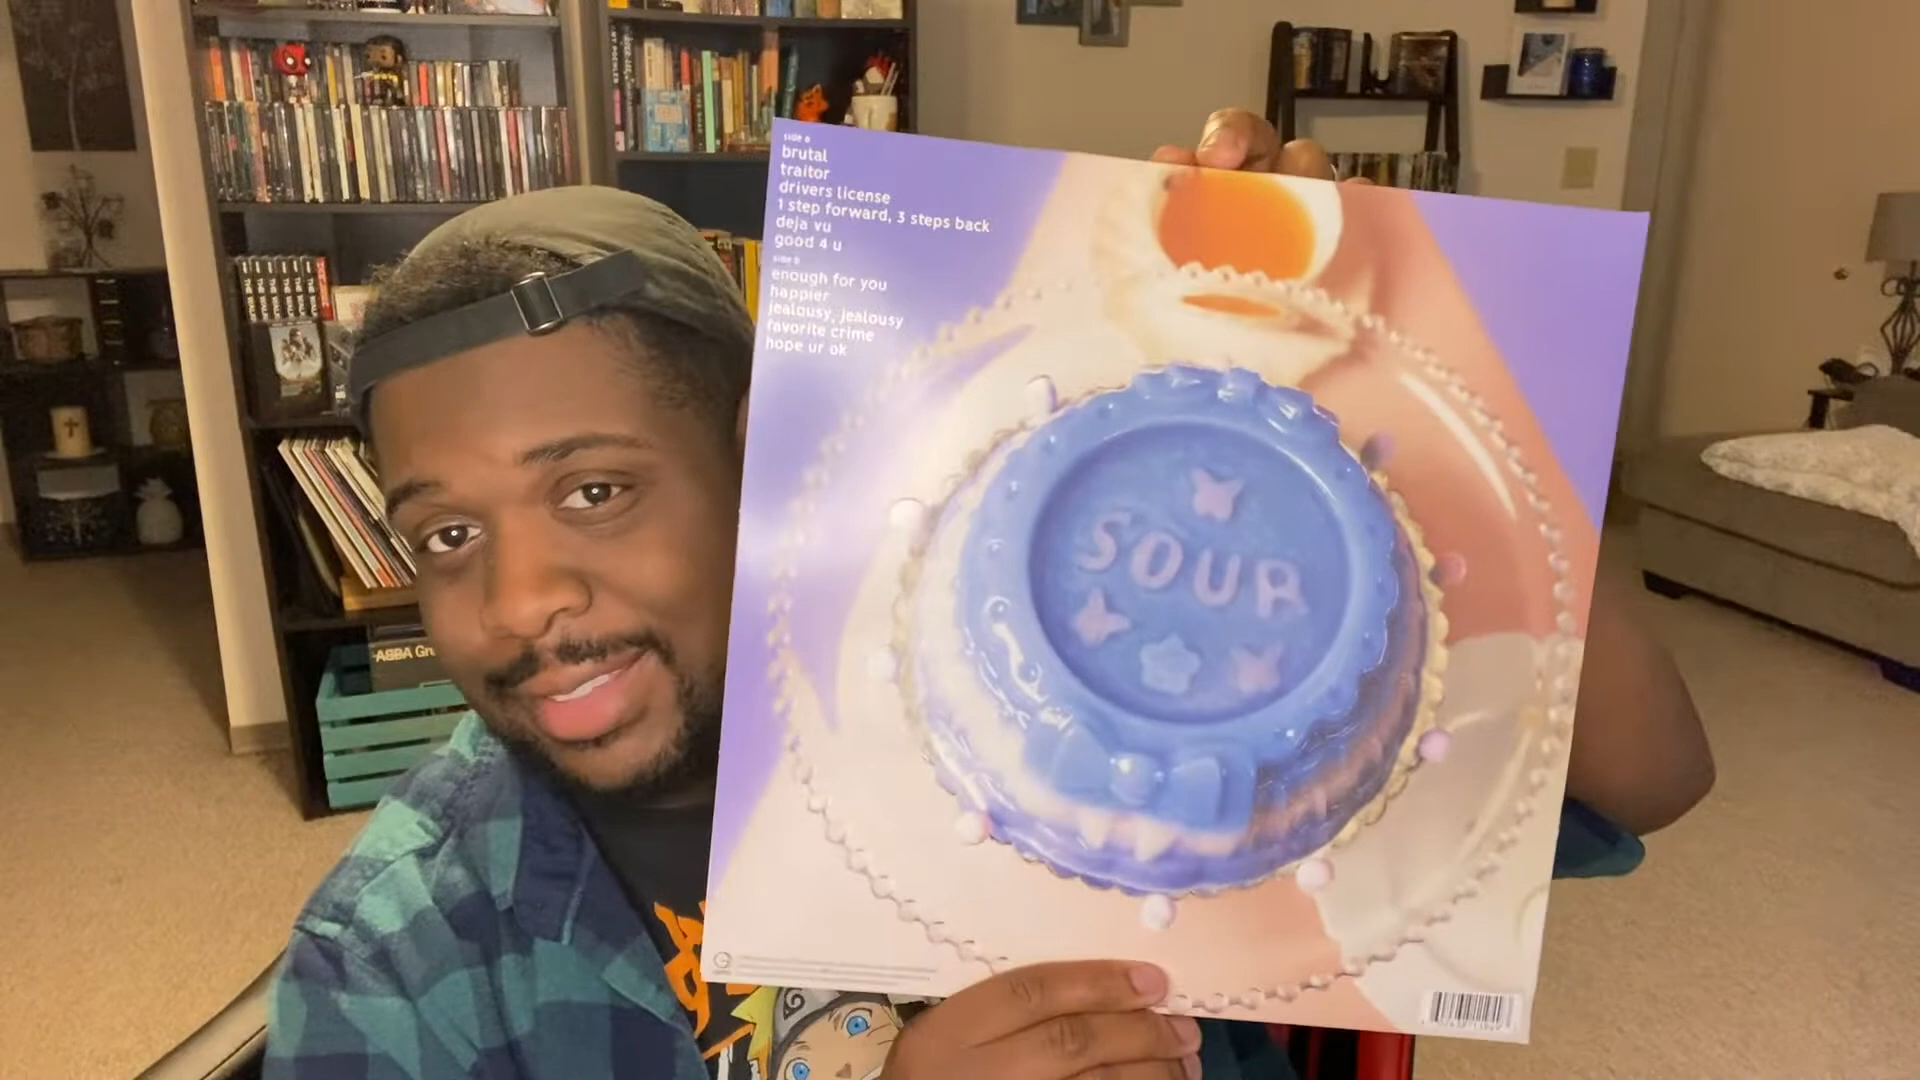 side a
brutal
traitor
drivers license
1 step forward, 3 steps back
deja vu
good 4 u
side b
enough for you
happier
jealousy, jealousy
favorite crime
hope ur ok
SOUR
ABBA